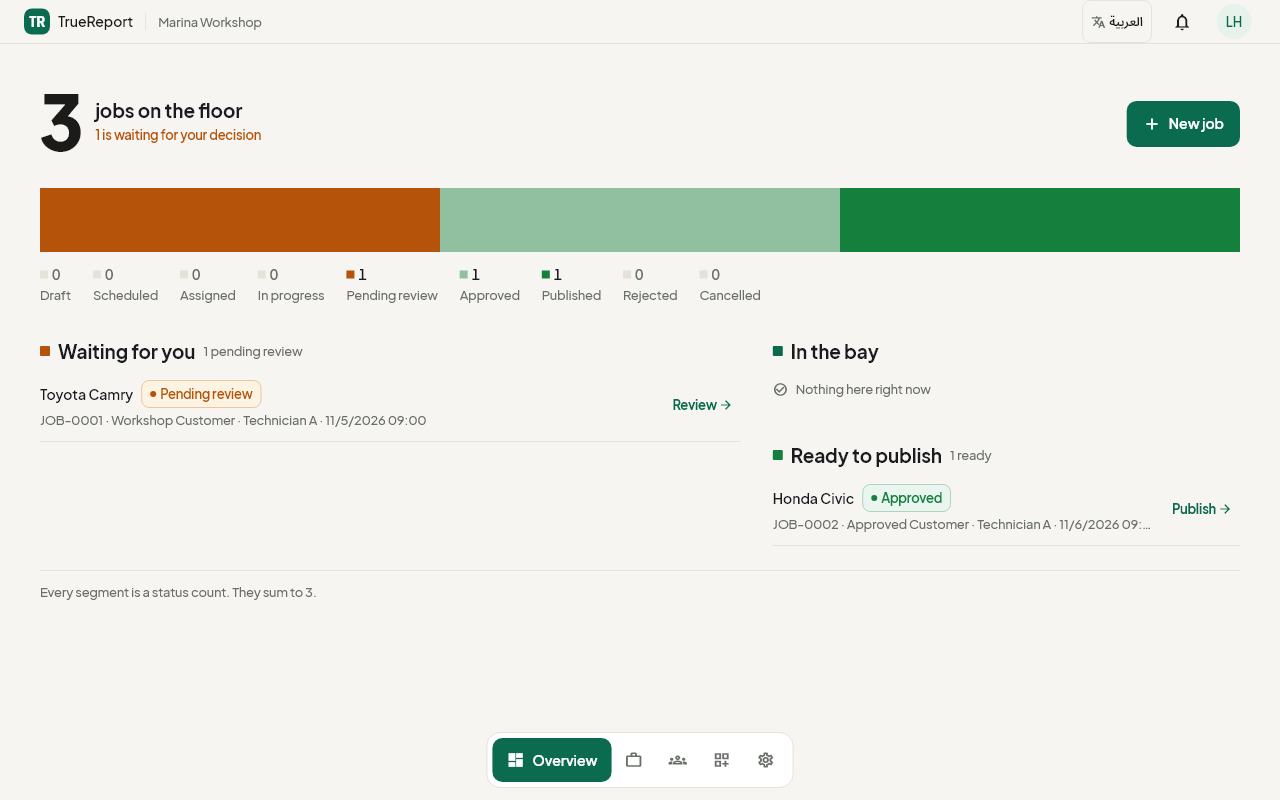 TR TrueReport Marina Workshop العربية LH
3 jobs on the floor
1 is waiting for your decision
New job
0 0 0 0 1 1 1 0 0
Draft Scheduled Assigned In progress Pending review Approved Published Rejected Cancelled
Waiting for you 1 pending review
Toyota Camry Pending review
JOB-0001 · Workshop Customer · Technician A · 11/5/2026 09:00
Review →
In the bay
Nothing here right now
Ready to publish 1 ready
Honda Civic Approved
JOB-0002 · Approved Customer · Technician A · 11/6/2026 09:...
Publish →
Every segment is a status count. They sum to 3.
Overview